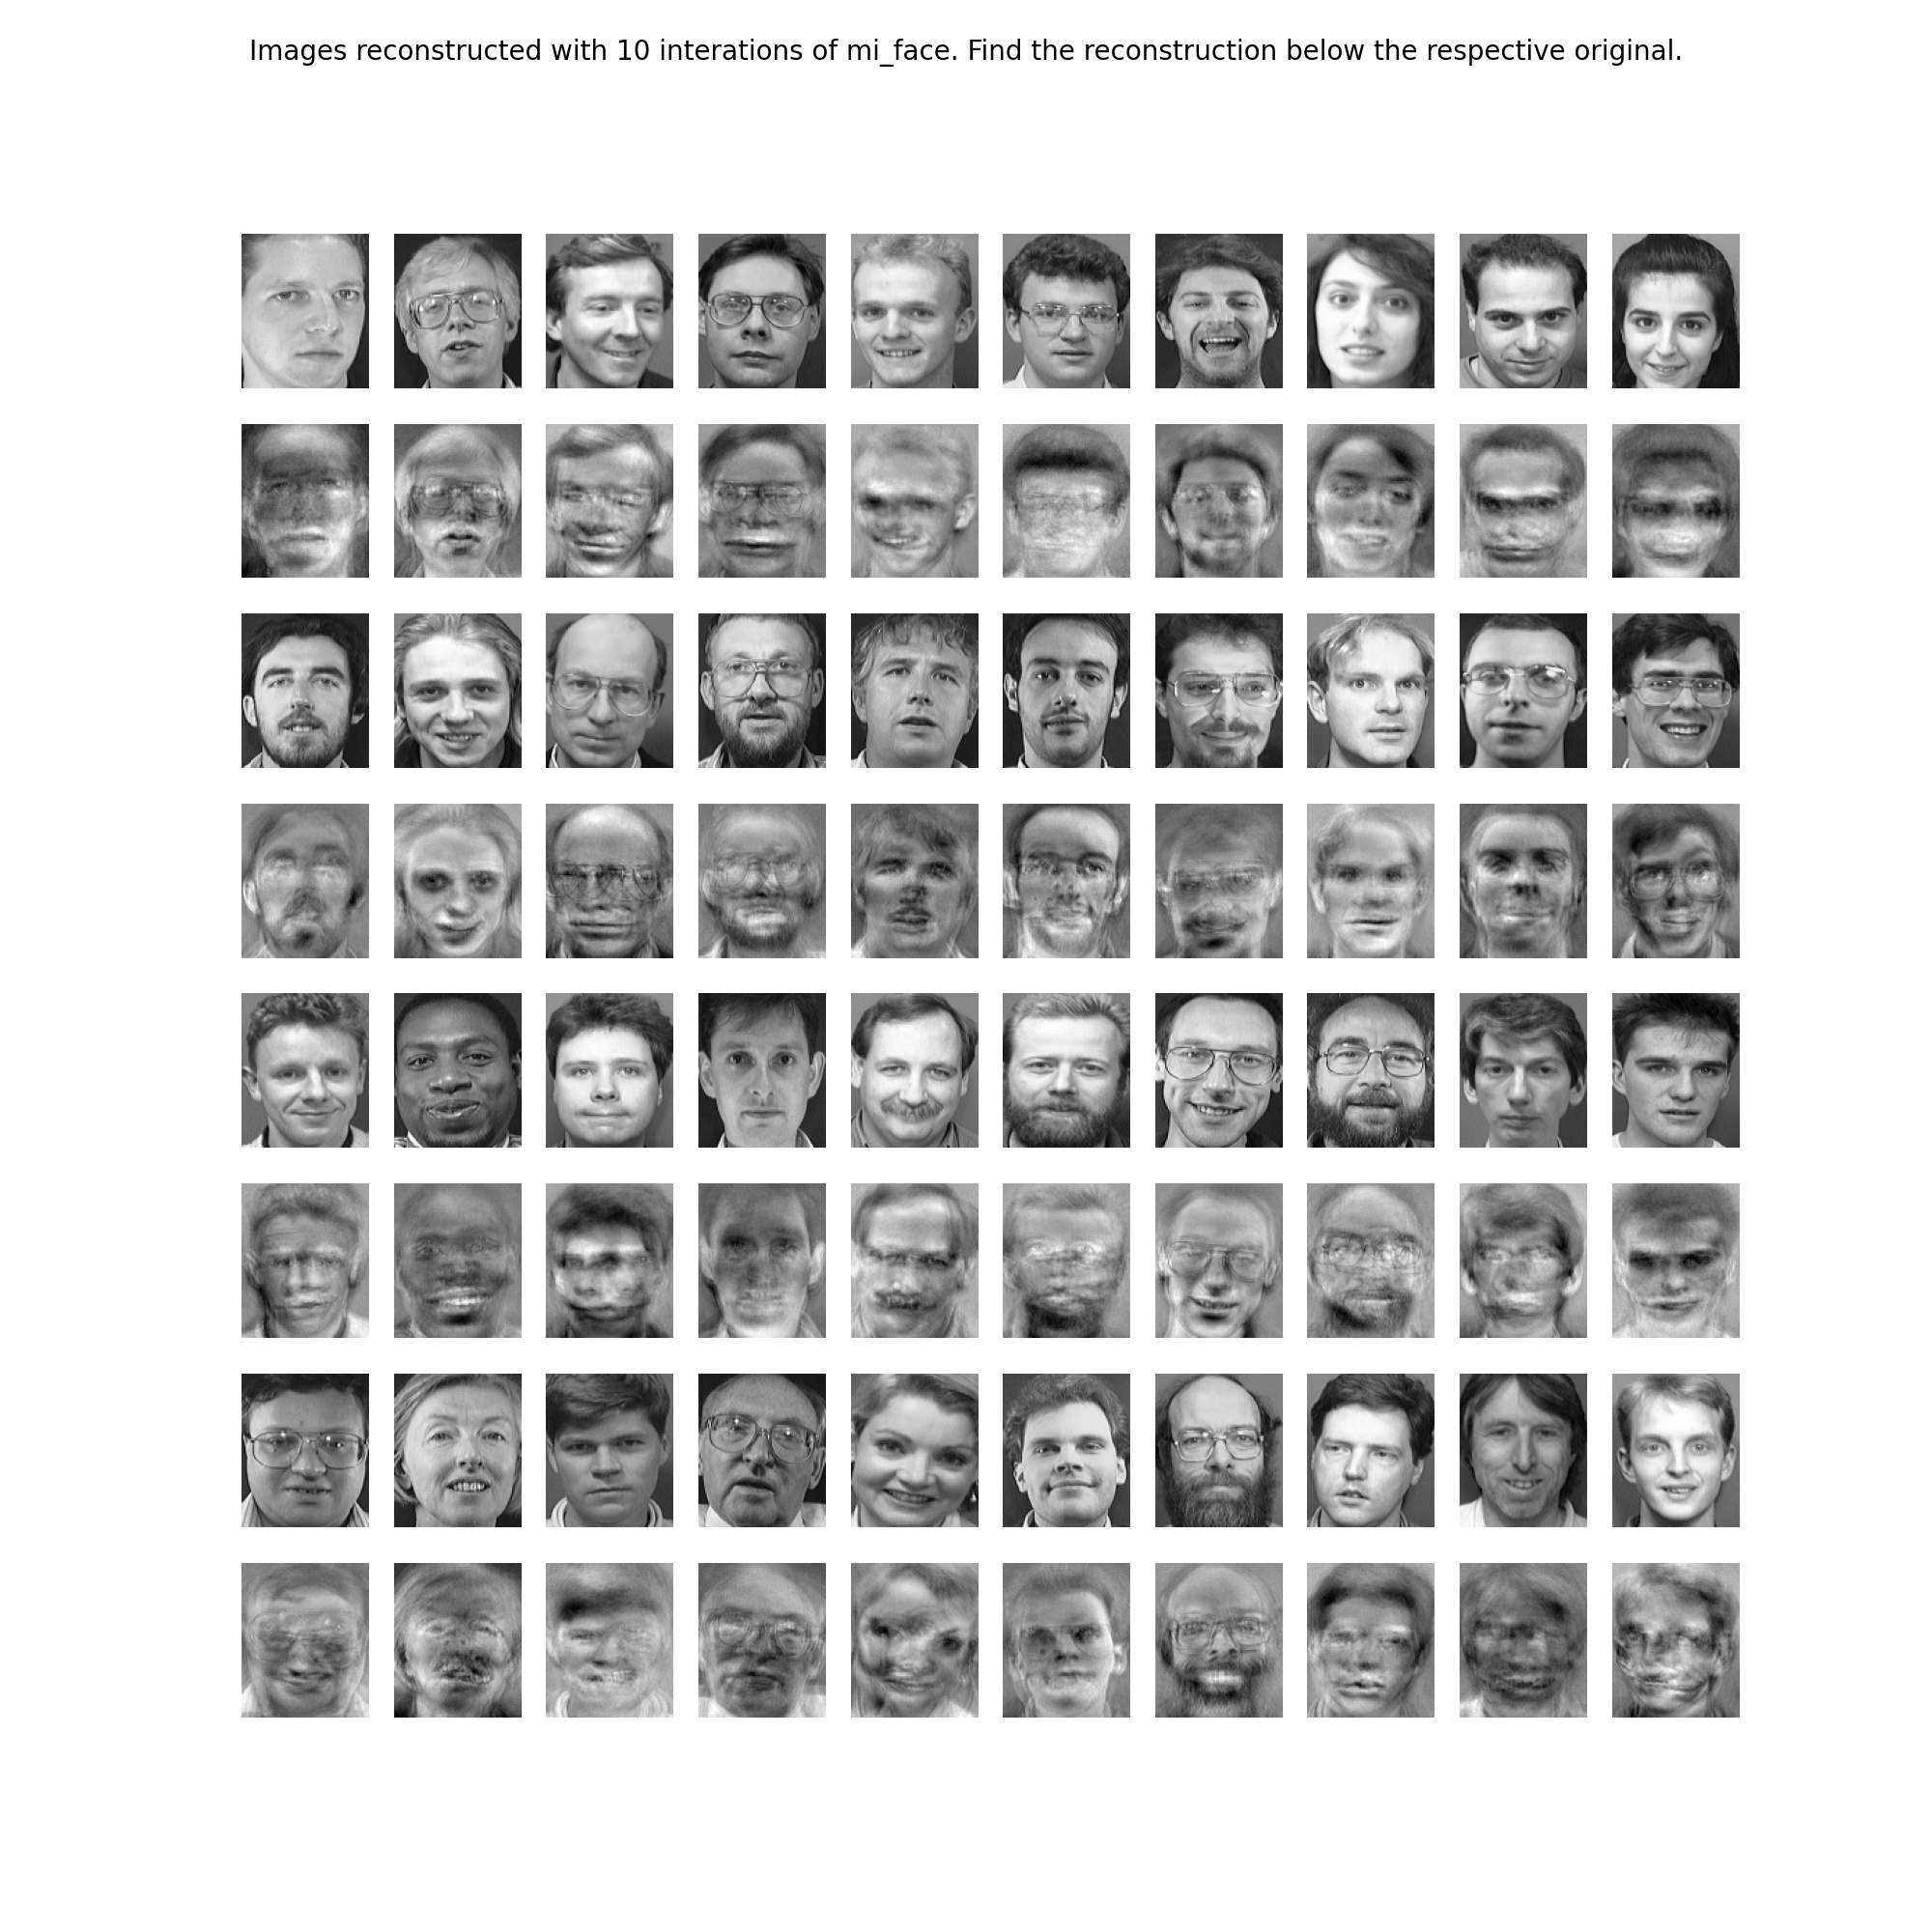 Images reconstructed with 10 interations of mi_face. Find the reconstruction below the respective original.